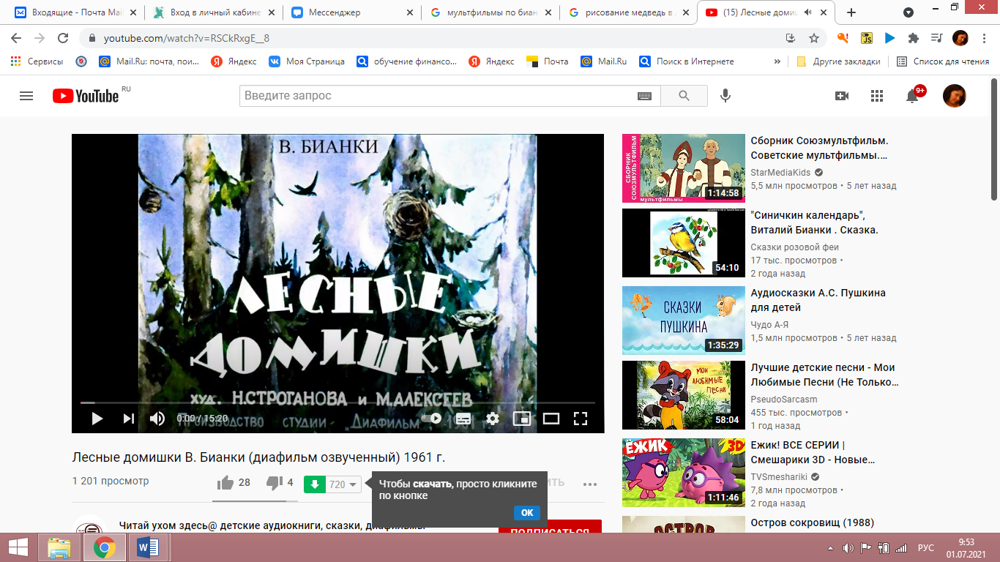 Входящие - Почта Mail
Вход в личный кабине
Мессенджер
мультфильмы по биан
рисование медведь в
(15) Лесные доми
youtube.com/watch?v=RSCkRxgE__8
Сервисы
Mail.Ru: почта, пои...
Яндекс
Моя Страница
обучение финансо...
Яндекс
Почта
Mail.Ru
Поиск в Интернете
»
Другие закладки
Список для чтения
YouTube RU
Введите запрос
9+
В. БИАНКИ
ЛЕСНЫЕ
ДОМИШКИ
худ. Н.СТРОГАНОВА и М.АЛЕКСЕЕВ
СТУДИИ - „ДИАФИЛЬМ
0:00 / 15:20
Лесные домишки В. Бианки (диафильм озвученный) 1961 г.
1 201 просмотр
28
4
720
Чтобы скачать, просто кликните
по кнопке
OK
Читай ухом здесь@ детские аудиокниги, сказки, диафильмы
ПОДПИСАТЬСЯ
СБОРНИК
СОЮЗМУЛЬТФИЛЬМ
мультфильмы
1:14:58
Сборник Союзмультфильм.
Советские мультфильмы....
StarMediaKids
5,5 млн просмотров • 5 лет назад
54:10
"Синичкин календарь",
Виталий Бианки . Сказка.
Сказки розовой феи
17 тыс. просмотров •
2 года назад
СКАЗКИ
ПУШКИНА
1:35:29
Аудиосказки А.С. Пушкина
для детей
Чудо А-Я
1,5 млн просмотров • 5 лет назад
МОИ
ЛЮБИМЫЕ
ПЕСНИ
58:04
Лучшие детские песни - Мои
Любимые Песни (Не Только...
PseudoSarcasm
455 тыс. просмотров •
1 год назад
ЁЖИК
3D
1:11:46
Ежик! ВСЕ СЕРИИ |
Смешарики 3D - Новые...
TVSmeshariki
7,8 млн просмотров •
2 года назад
ОСТРОВ
Остров сокровищ (1988)
РУС
9:53
01.07.2021